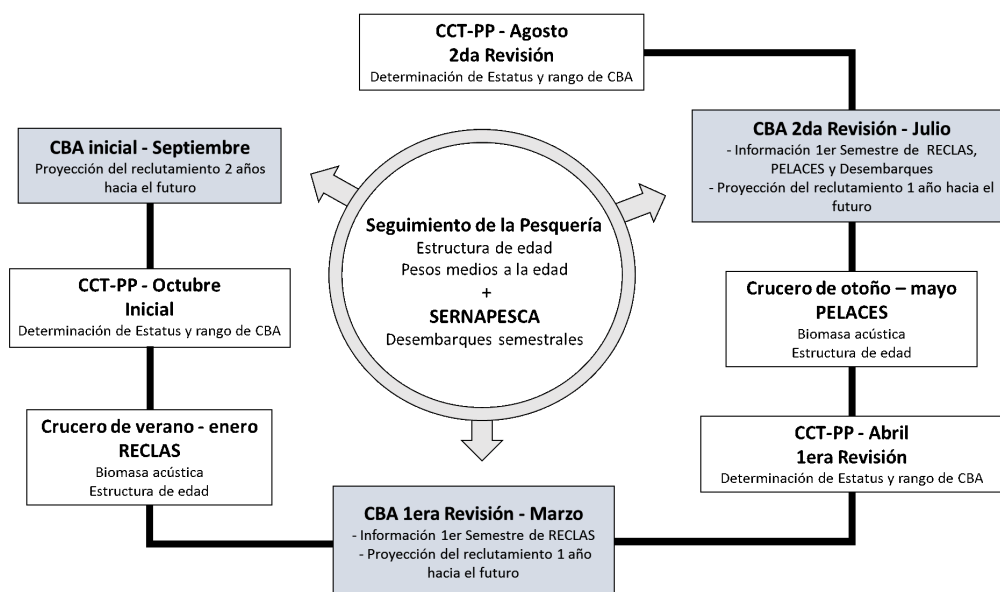 CCT-PP - Agosto
2da Revisión
Determinación de Estatus y rango de CBA
CBA inicial - Septiembre
Proyección del reclutamiento 2 años
hacia el futuro
CBA 2da Revisión - Julio
- Información 1er Semestre de RECLAS,
PELACES y Desembarques
- Proyección del reclutamiento 1 año hacia el
futuro
Seguimiento de la Pesquería
Estructura de edad
Pesos medios a la edad
+
SERNAPESCA
Desembarques semestrales
CCT-PP - Octubre
Inicial
Determinación de Estatus y rango de CBA
Crucero de otoño – mayo
PELACES
Biomasa acústica
Estructura de edad
Crucero de verano - enero
RECLAS
Biomasa acústica
Estructura de edad
CCT-PP - Abril
1era Revisión
Determinación de Estatus y rango de CBA
CBA 1era Revisión - Marzo
- Información 1er Semestre de RECLAS
- Proyección del reclutamiento 1 año
hacia el futuro